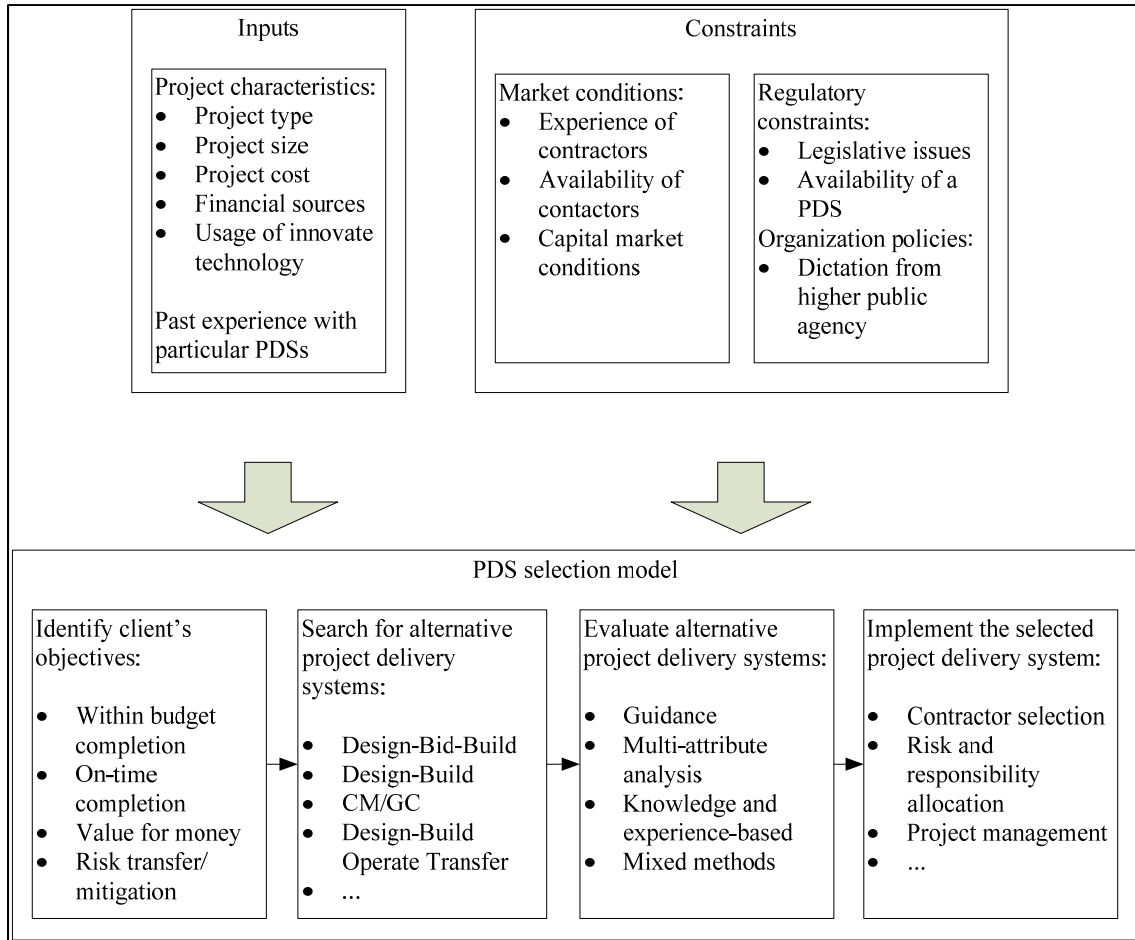 Inputs
Project characteristics:
• Project type
• Project size
• Project cost
• Financial sources
• Usage of innovate
technology
Past experience with
particular PDSs
Constraints
Market conditions:
• Experience of
contractors
• Availability of
contactors
• Capital market
conditions
Regulatory
constraints:
• Legislative issues
• Availability of a
PDS
Organization policies:
• Dictation from
higher public
agency
PDS selection model
Identify client’s
objectives:
• Within budget
completion
• On-time
completion
• Value for money
• Risk transfer/
mitigation
Search for alternative
project delivery
systems:
• Design-Bid-Build
• Design-Build
• CM/GC
• Design-Build
Operate Transfer
• ...
Evaluate alternative
project delivery systems:
• Guidance
• Multi-attribute
analysis
• Knowledge and
experience-based
• Mixed methods
Implement the selected
project delivery system:
• Contractor selection
• Risk and
responsibility
allocation
• Project management
• ...